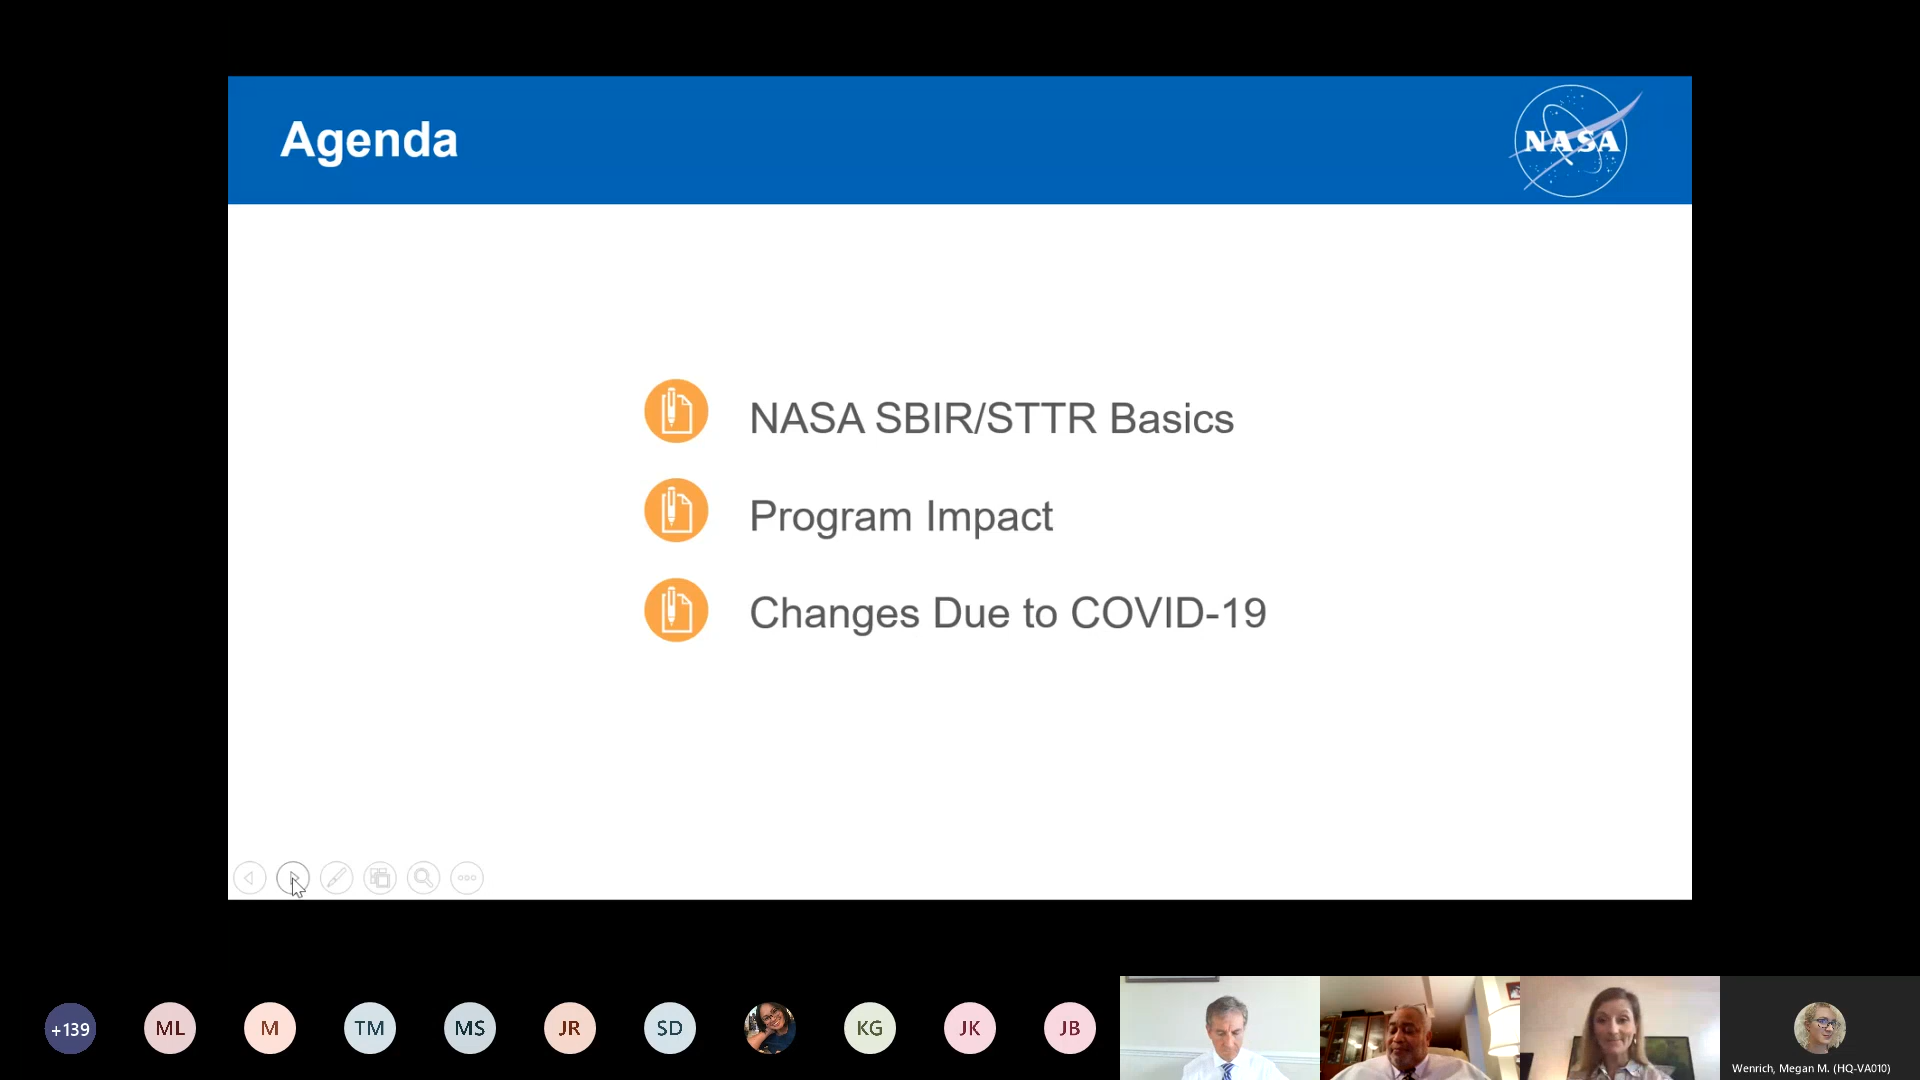 Agenda
NASA
NASA SBIR/STTR Basics
Program Impact
Changes Due to COVID-19
+139
ML
M
TM
MS
JR
SD
KG
JK
JB
Wenrich, Megan M. (HQ-VA010)